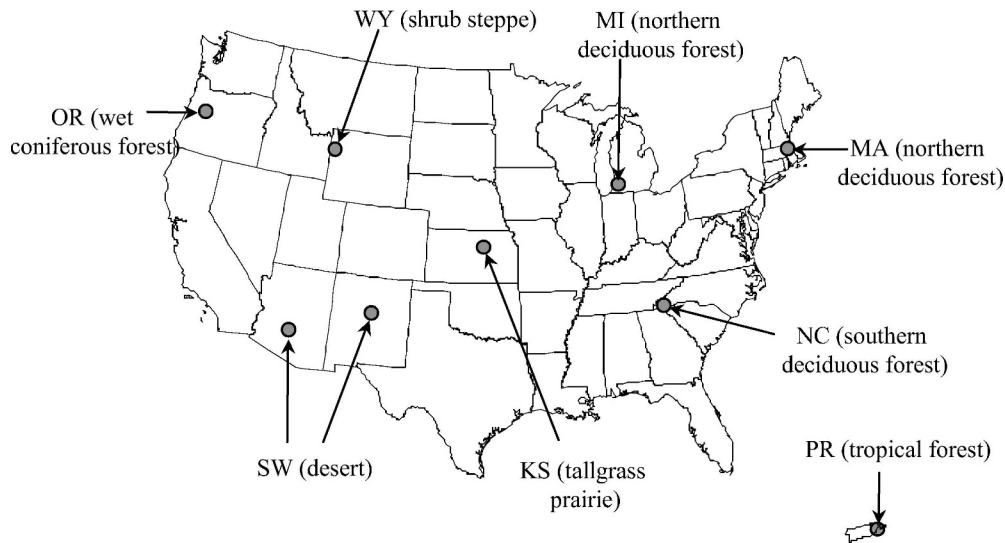 WY (shrub steppe)
MI (northern
deciduous forest)
OR (wet
coniferous forest)
MA (northern
deciduous forest)
NC (southern
deciduous forest)
SW (desert)
KS (tallgrass
prairie)
PR (tropical forest)